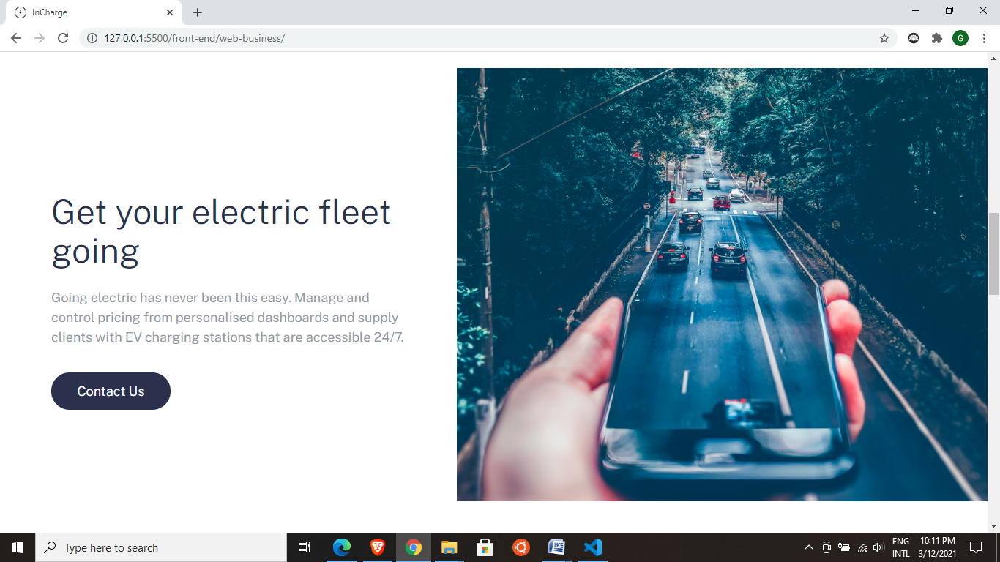 InCharge
127.0.0.1:5500/front-end/web-business/
G
Get your electric fleet
going
Going electric has never been this easy. Manage and
control pricing from personalised dashboards and supply
clients with EV charging stations that are accessible 24/7.
Contact Us
Type here to search
ENG
INTL
10:11 PM
3/12/2021